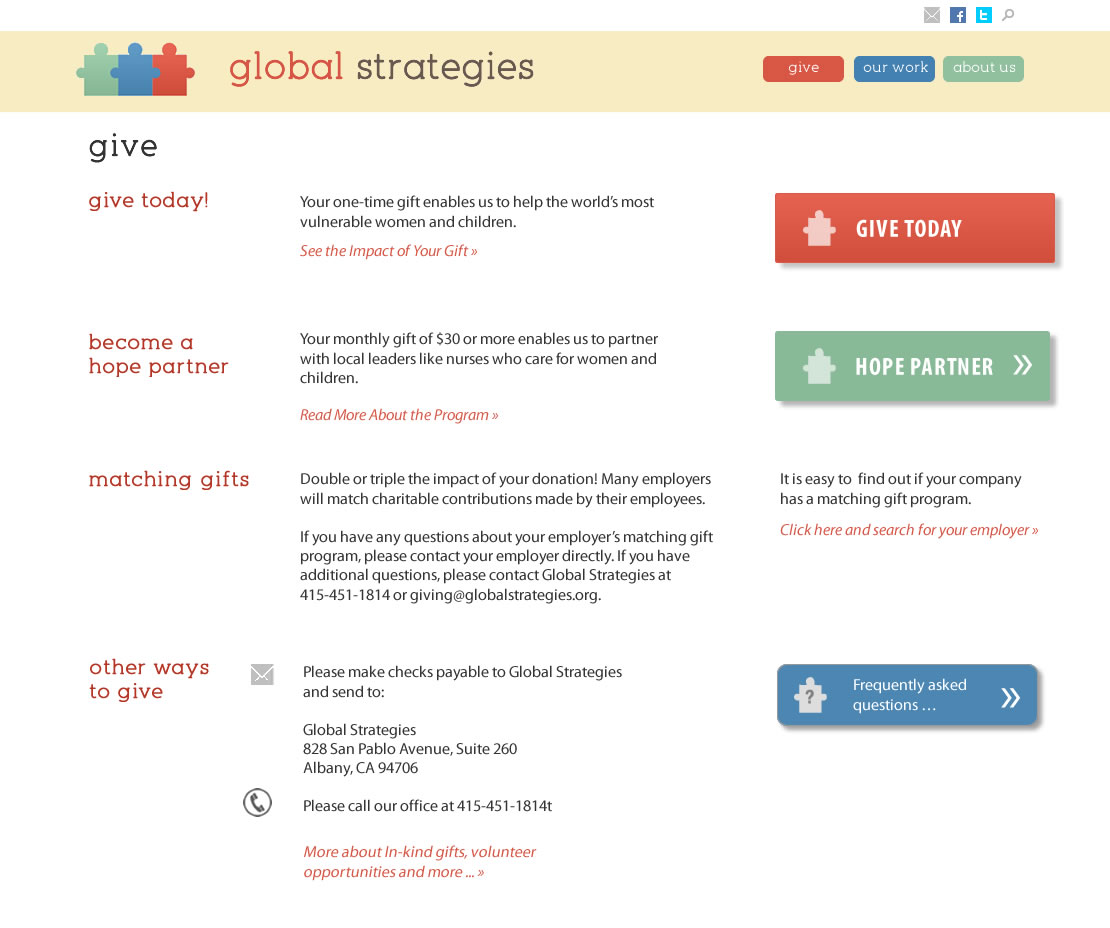 global strategies
give
our work
about us
give
give today!
Your one-time gift enables us to help the world's most
vulnerable women and children.
See the Impact of Your Gift »
GIVE TODAY
become a
hope partner
Your monthly gift of $30 or more enables us to partner
with local leaders like nurses who care for women and
children.
Read More About the Program »
HOPE PARTNER »
matching gifts
Double or triple the impact of your donation! Many employers
will match charitable contributions made by their employees.
If you have any questions about your employer's matching gift
program, please contact your employer directly. If you have
additional questions, please contact Global Strategies at
415-451-1814 or giving@globalstrategies.org.
It is easy to  find out if your company
has a matching gift program.
Click here and search for your employer »
other ways
to give
Please make checks payable to Global Strategies
and send to:
Global Strategies
828 San Pablo Avenue, Suite 260
Albany, CA 94706
Please call our office at 415-451-1814t
More about In-kind gifts, volunteer
opportunities and more ... »
?
Frequently asked
questions … »